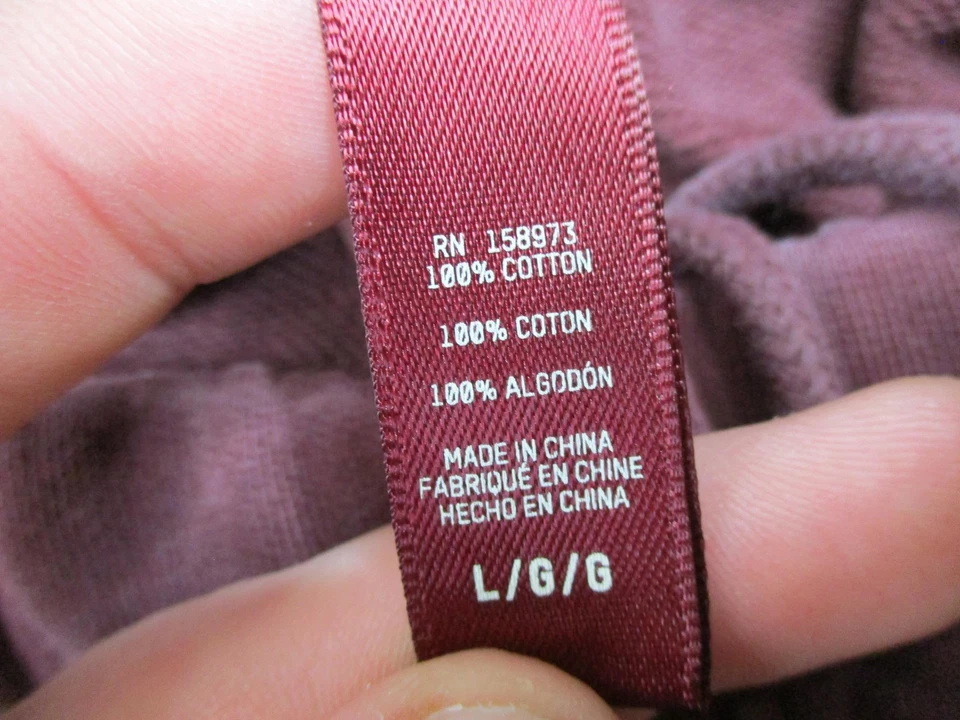 RN 158973
100% COTTON
100% COTON
100% ALGODÓN
MADE IN CHINA
FABRIQUÉ EN CHINE
HECHO EN CHINA
L/G/G